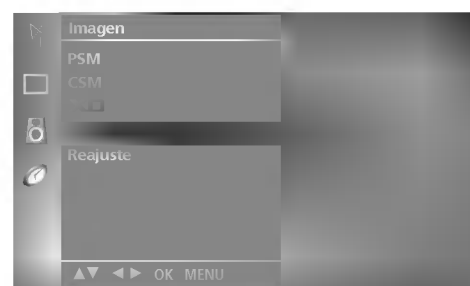 Imagen
PSM
CSM
Reajuste
▲▼ ◀▶ OK MENU